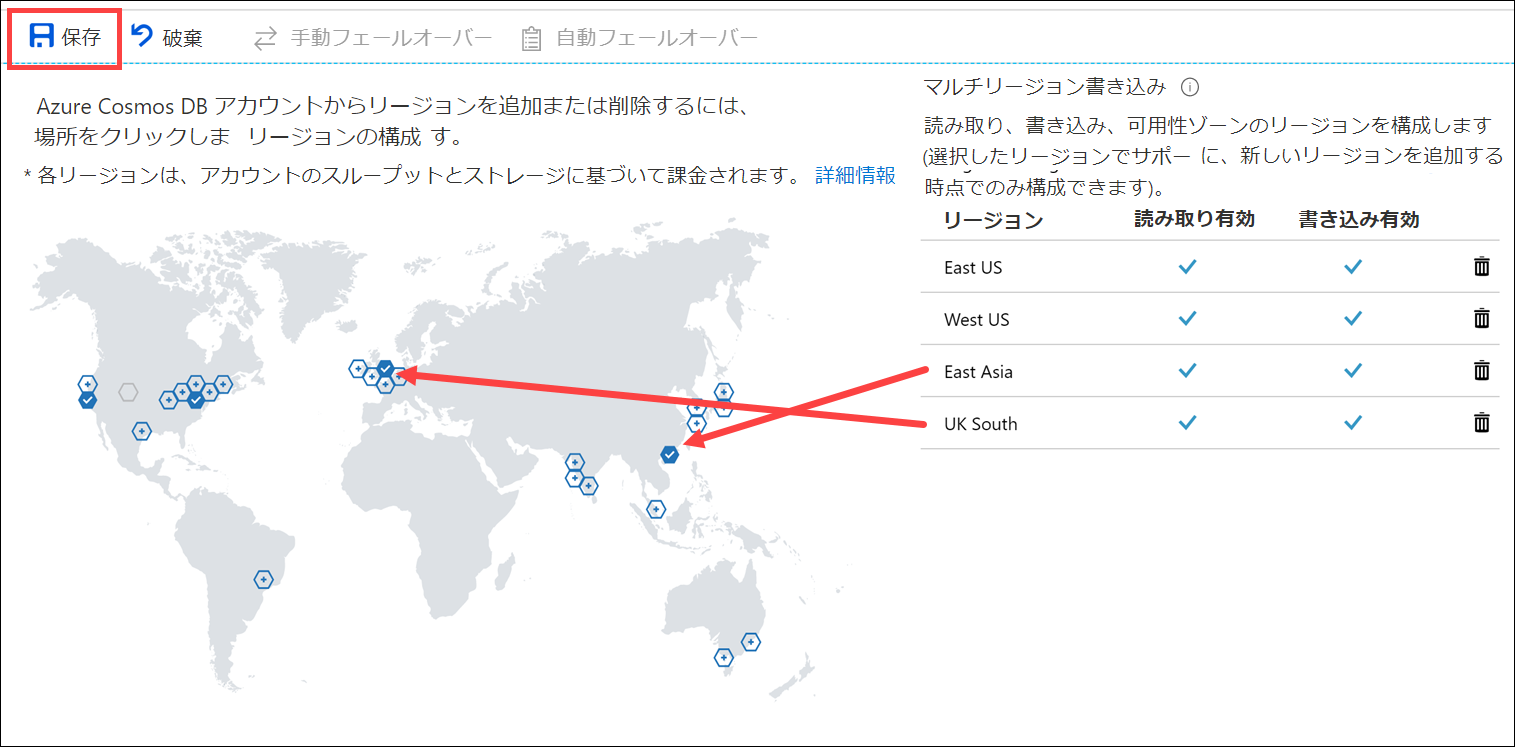 保存 破棄 手動フェールオーバー 自動フェールオーバー
Azure Cosmos DB アカウントからリージョンを追加または削除するには、
場所をクリックしま リージョンの構成 す。
* 各リージョンは、アカウントのスループットとストレージに基づいて課金されます。 詳細情報
マルチリージョン書き込み
読み取り、書き込み、可用性ゾーンのリージョンを構成します
(選択したリージョンでサポー に、新しいリージョンを追加する
時点でのみ構成できます)。
リージョン 読み取り有効 書き込み有効
East US
West US
East Asia
UK South